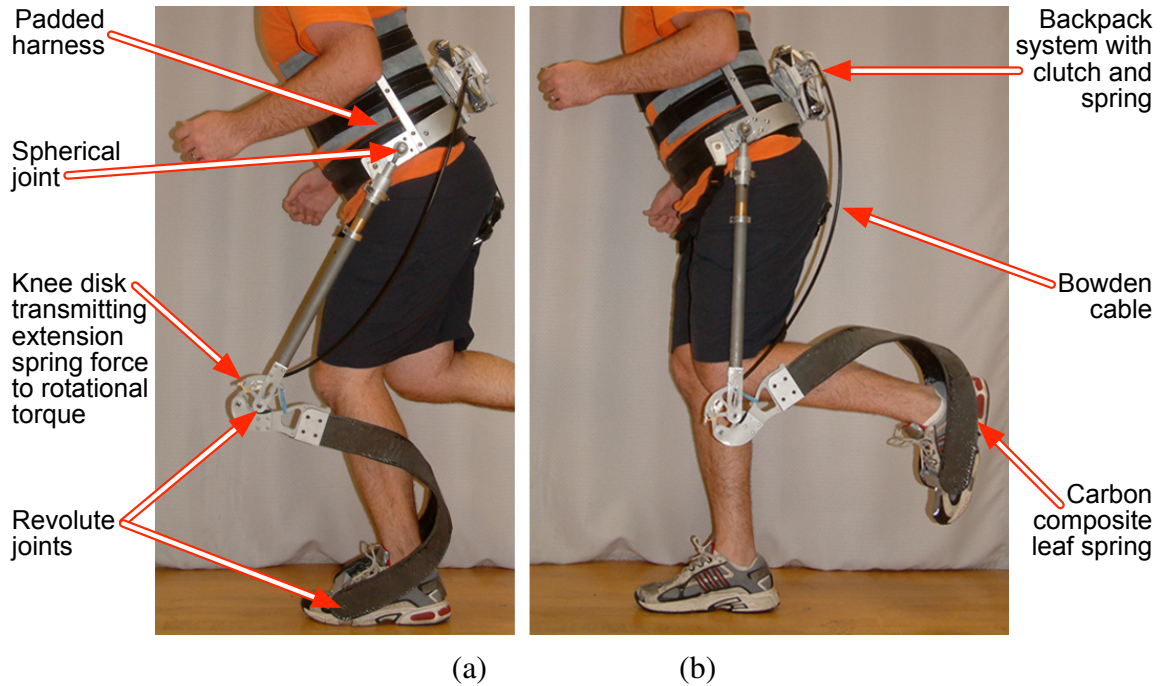 Padded
harness
Spherical
joint
Knee disk
transmitting
extension
spring force
to rotational
torque
Revolute
joints
Backpack
system with
clutch and
spring
Bowden
cable
Carbon
composite
leaf spring
(a)
(b)